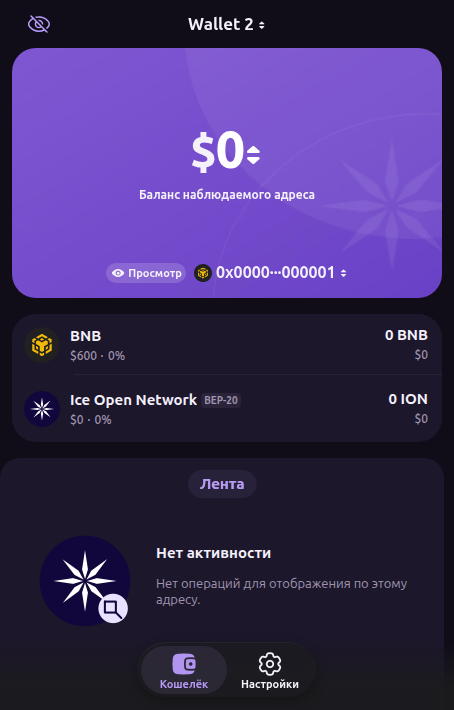 Wallet 2
$0
Баланс наблюдаемого адреса
Просмотр 0x0000···000001
BNB 0 BNB
$600 · 0% $0
Ice Open Network BEP-20 0 ION
$0 · 0% $0
Лента
Нет активности
Нет операций для отображения по этому
адресу.
Кошелёк Настройки